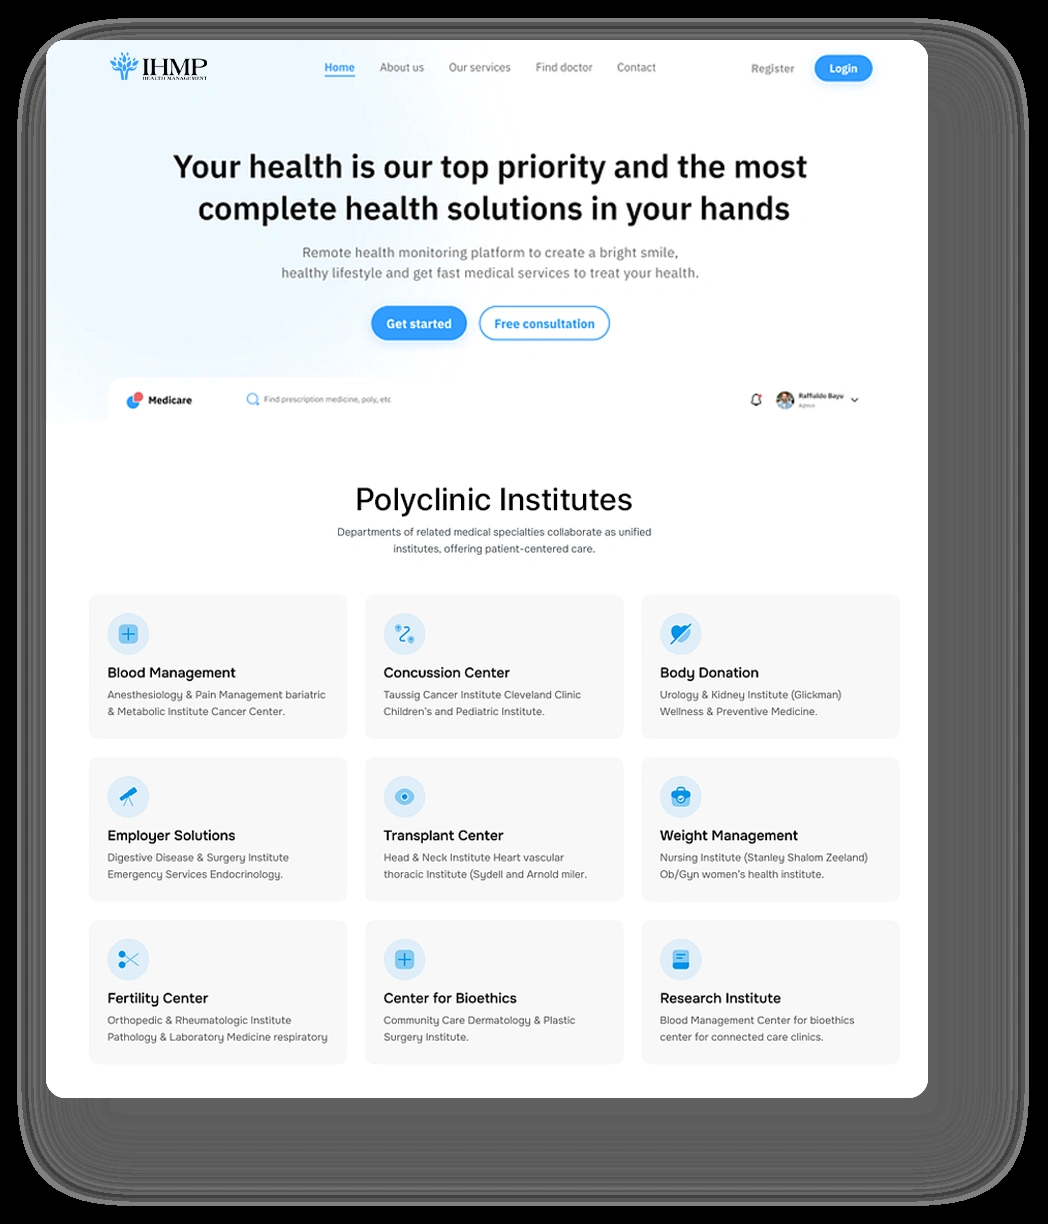 IHMP
HEALTH MANAGEMENT
Home
About us
Our services
Find doctor
Contact
Register
Login
Your health is our top priority and the most
complete health solutions in your hands
Remote health monitoring platform to create a bright smile,
healthy lifestyle and get fast medical services to treat your health.
Get started
Free consultation
Medicare
Find prescription medicine, poly, etc
Raffialdo Bayu
Admin
Polyclinic Institutes
Departments of related medical specialties collaborate as unified
institutes, offering patient-centered care.
Blood Management
Anesthesiology & Pain Management bariatric
& Metabolic Institute Cancer Center.
Concussion Center
Taussig Cancer Institute Cleveland Clinic
Children's and Pediatric Institute.
Body Donation
Urology & Kidney Institute (Glickman)
Wellness & Preventive Medicine.
Employer Solutions
Digestive Disease & Surgery Institute
Emergency Services Endocrinology.
Transplant Center
Head & Neck Institute Heart vascular
thoracic Institute (Sydell and Arnold miler.
Weight Management
Nursing Institute (Stanley Shalom Zeeland)
Ob/Gyn women's health institute.
Fertility Center
Orthopedic & Rheumatologic Institute
Pathology & Laboratory Medicine respiratory
Center for Bioethics
Community Care Dermatology & Plastic
Surgery Institute.
Research Institute
Blood Management Center for bioethics
center for connected care clinics.